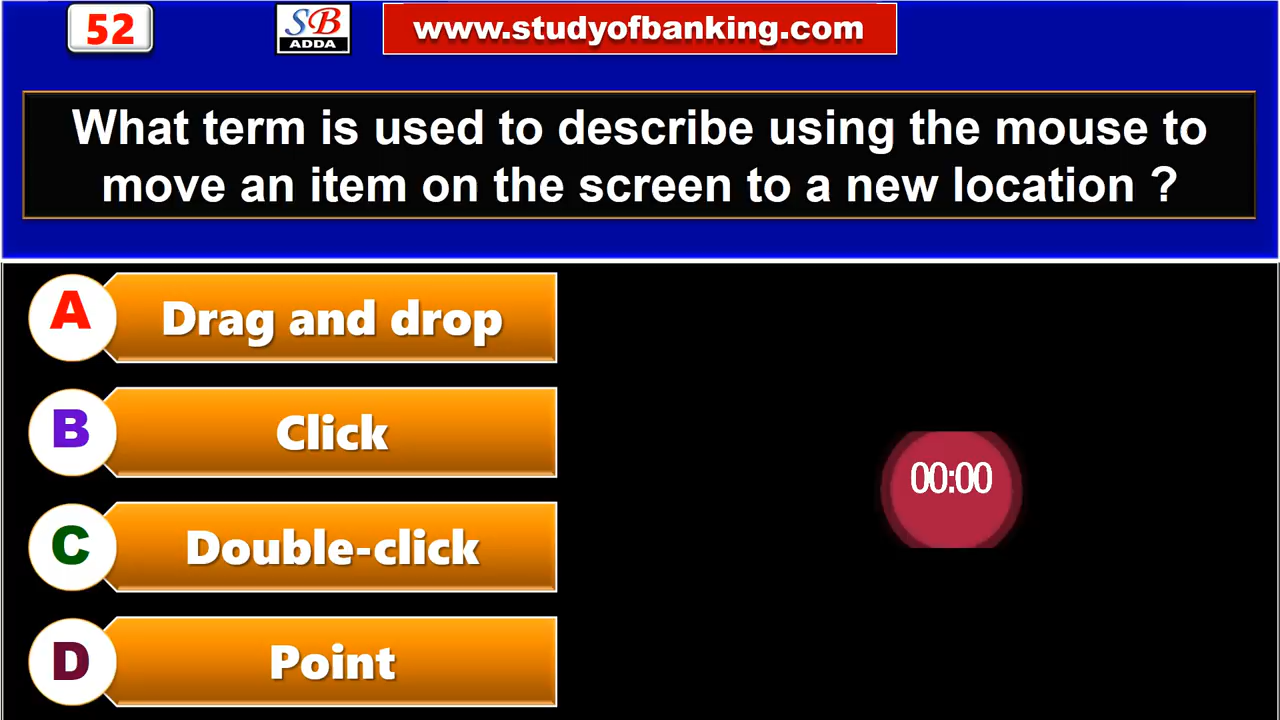 52
SB
ADDA
www.studyofbanking.com
What term is used to describe using the mouse to
move an item on the screen to a new location ?
A
Drag and drop
B
Click
C
Double-click
D
Point
00:00